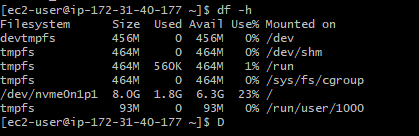 [ec2-user@ip-172-31-40-177 ~]$ df -h
Filesystem      Size  Used Avail Use% Mounted on
devtmpfs        456M     0  456M   0% /dev
tmpfs           464M     0  464M   0% /dev/shm
tmpfs           464M  560K  464M   1% /run
tmpfs           464M     0  464M   0% /sys/fs/cgroup
/dev/nvme0n1p1  8.0G  1.8G  6.3G  23% /
tmpfs            93M     0   93M   0% /run/user/1000
[ec2-user@ip-172-31-40-177 ~]$ D